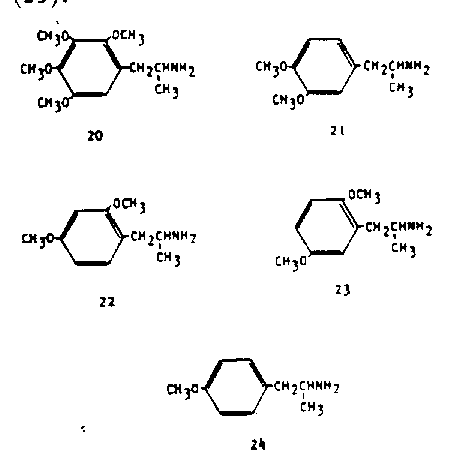 (25).
CH3O OCH3
CH3O CH2CHNH2
CH3O CH3
20
CH3O CH2CHNH2
CH3O CH3
21
OCH3
CH3O CH2CHNH2
CH3
22
OCH3
CH2CHNH2
CH3O CH3
23
CH3O CH2CHNH2
CH3
24